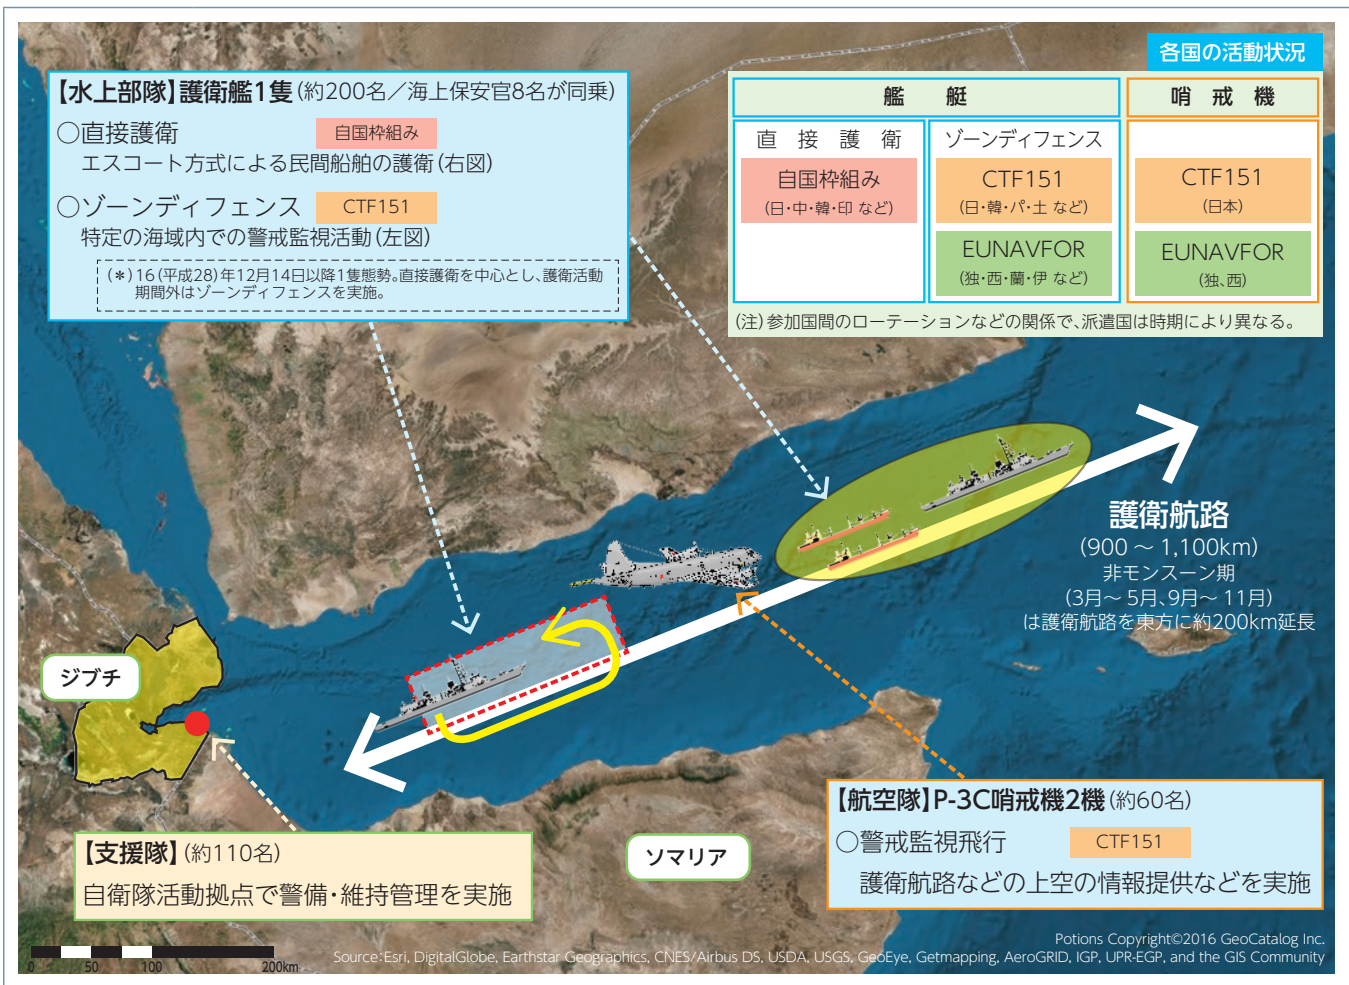 各国の活動状況
【水上部隊】護衛艦1隻(約200名／海上保安官8名が同乗)
○直接護衛 自国枠組み
エスコート方式による民間船舶の護衛(右図)
○ゾーンディフェンス CTF151
特定の海域内での警戒監視活動(左図)
(＊)16(平成28)年12月14日以降1隻態勢。直接護衛を中心とし、護衛活動
期間外はゾーンディフェンスを実施。
艦艇 哨戒機
直接護衛 ゾーンディフェンス
自国枠組み CTF151 CTF151
(日・中・韓・印 など) (日・韓・パ・土 など) (日本)
EUNAVFOR EUNAVFOR
(独・西・蘭・伊 など) (独、西)
(注)参加国間のローテーションなどの関係で、派遣国は時期により異なる。
護衛航路
(900～1,100km)
非モンスーン期
(3月～5月、9月～11月)
は護衛航路を東方に約200km延長
ジブチ
【航空隊】P-3C哨戒機2機(約60名)
○警戒監視飛行 CTF151
護衛航路などの上空の情報提供などを実施
【支援隊】(約110名)
自衛隊活動拠点で警備・維持管理を実施
ソマリア
Potions Copyright©2016 GeoCatalog Inc.
Source:Esri, DigitalGlobe, Earthstar Geographics, CNES/Airbus DS, USDA, USGS, GeoEye, Getmapping, AeroGRID, IGP, UPR-EGP, and the GIS Community
0 50 100 200km